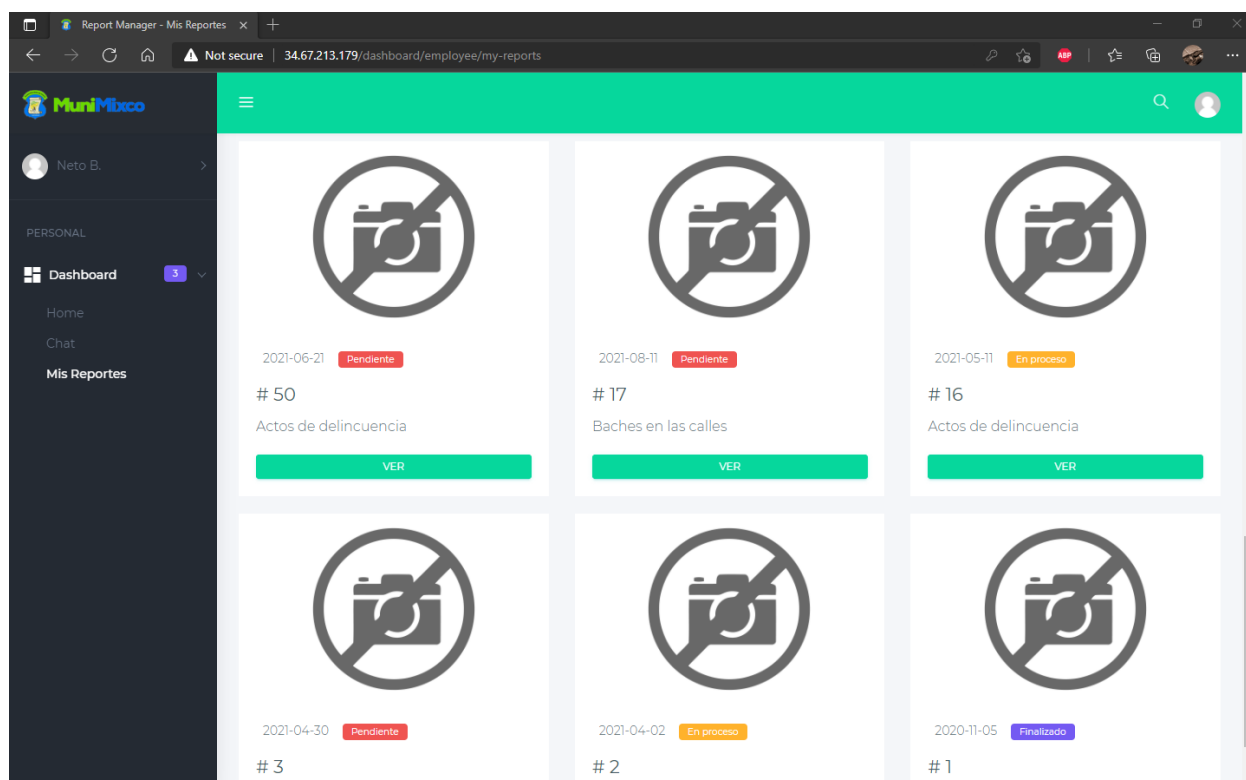 Report Manager - Mis Reportes
Not secure | 34.67.213.179/dashboard/employee/my-reports
ABP
MuniMixco
Neto B.
PERSONAL
Dashboard 3
Home
Chat
Mis Reportes
2021-06-21 Pendiente
# 50
Actos de delincuencia
VER
2021-08-11 Pendiente
# 17
Baches en las calles
VER
2021-05-11 En proceso
# 16
Actos de delincuencia
VER
2021-04-30 Pendiente
# 3
2021-04-02 En proceso
# 2
2020-11-05 Finalizado
# 1